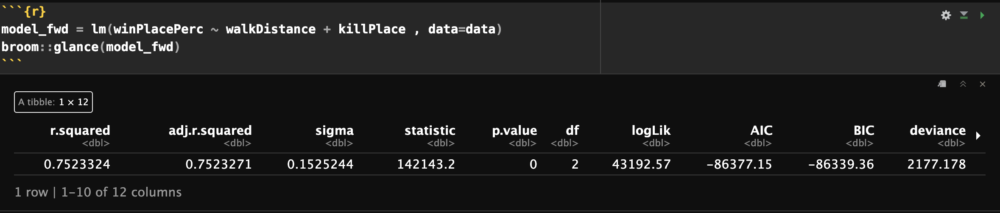 ```{r}
model_fwd = lm(winPlacePerc ~ walkDistance + killPlace , data=data)
broom::glance(model_fwd)
```
A tibble: 1 × 12
r.squared adj.r.squared sigma statistic p.value df logLik AIC BIC deviance
<dbl> <dbl> <dbl> <dbl> <dbl> <dbl> <dbl> <dbl> <dbl> <dbl>
0.7523324 0.7523271 0.1525244 142143.2 0 2 43192.57 −86377.15 −86339.36 2177.178
1 row | 1–10 of 12 columns